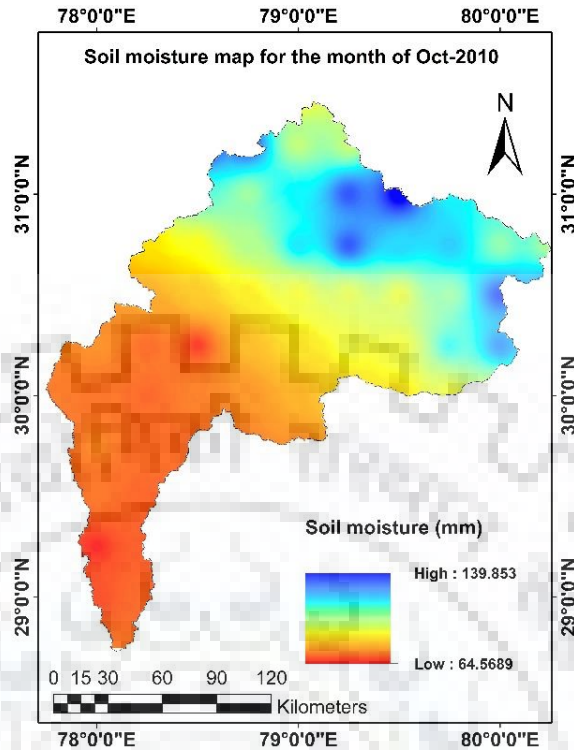 78°0'0"E 79°0'0"E 80°0'0"E
Soil moisture map for the month of Oct-2010
N
31°0'0"N 31°0'0"N
30°0'0"N 30°0'0"N
29°0'0"N 29°0'0"N
Soil moisture (mm)
High : 139.853
Low : 64.5689
0 15 30 60 90 120
Kilometers
78°0'0"E 79°0'0"E 80°0'0"E